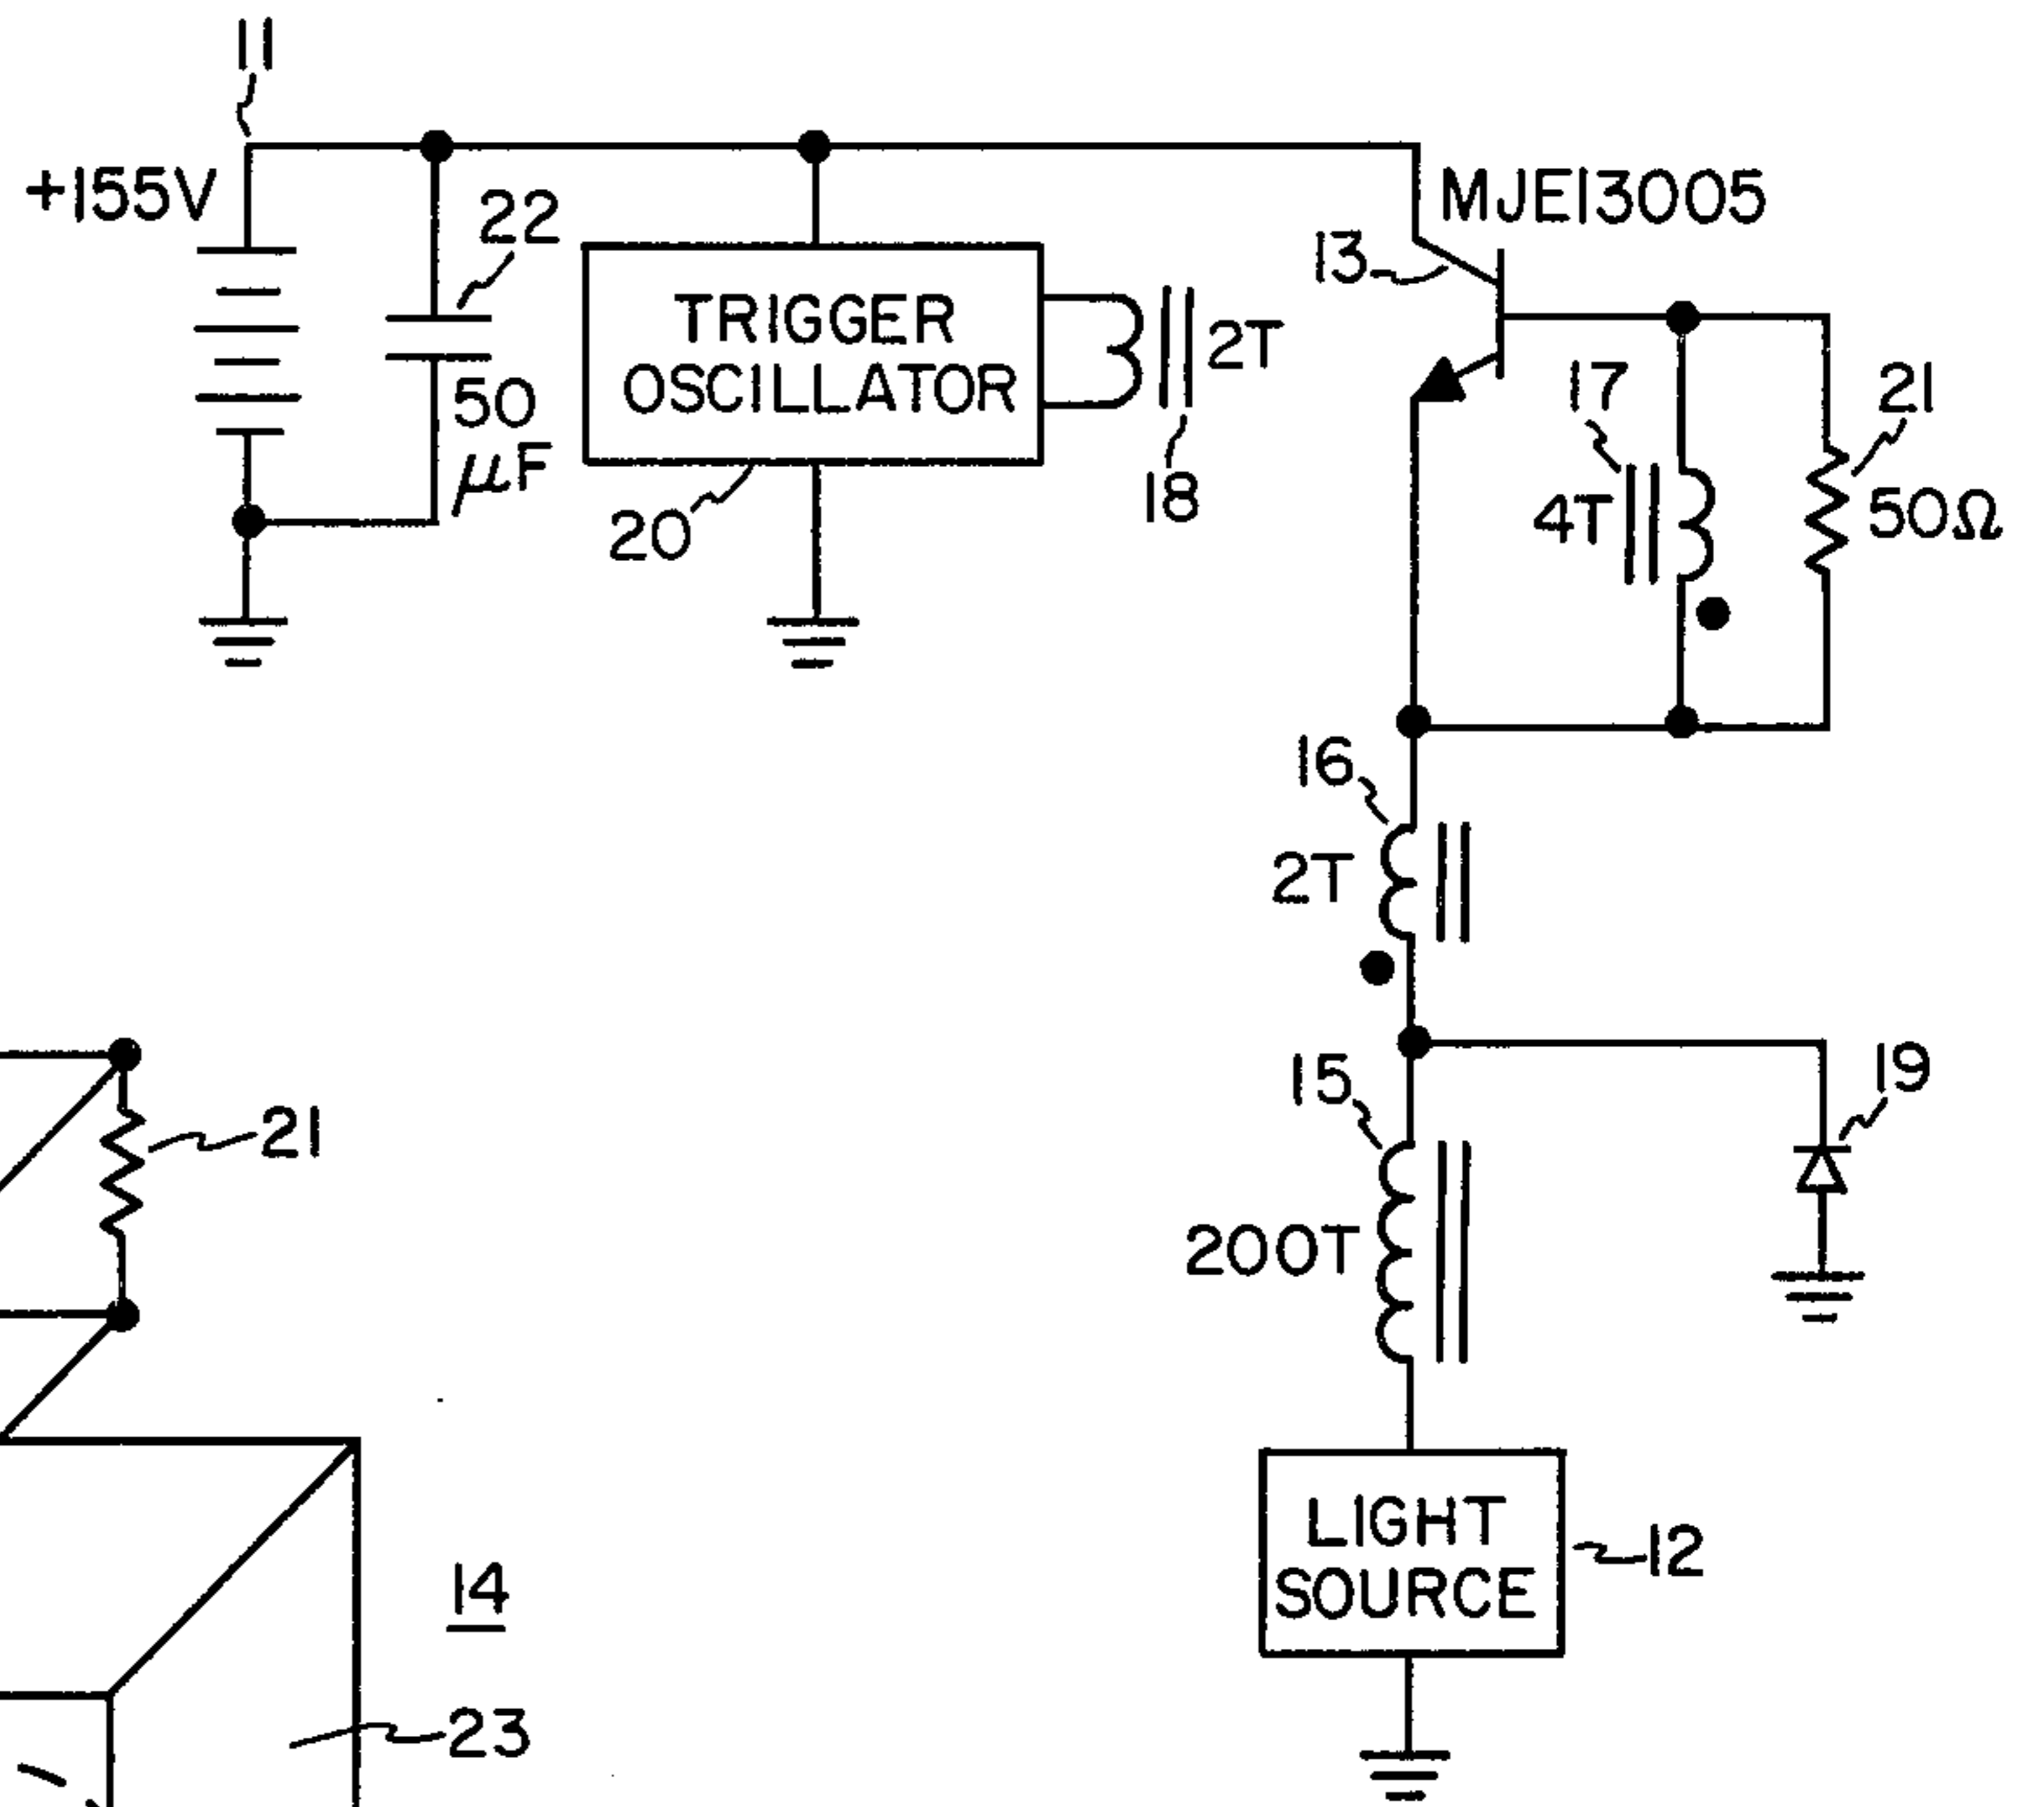 11
+155V
22
50
µF
TRIGGER
OSCILLATOR
20
2T
18
MJE13005
13
17
4T
21
50Ω
16
2T
15
200T
19
LIGHT
SOURCE
12
21
14
23